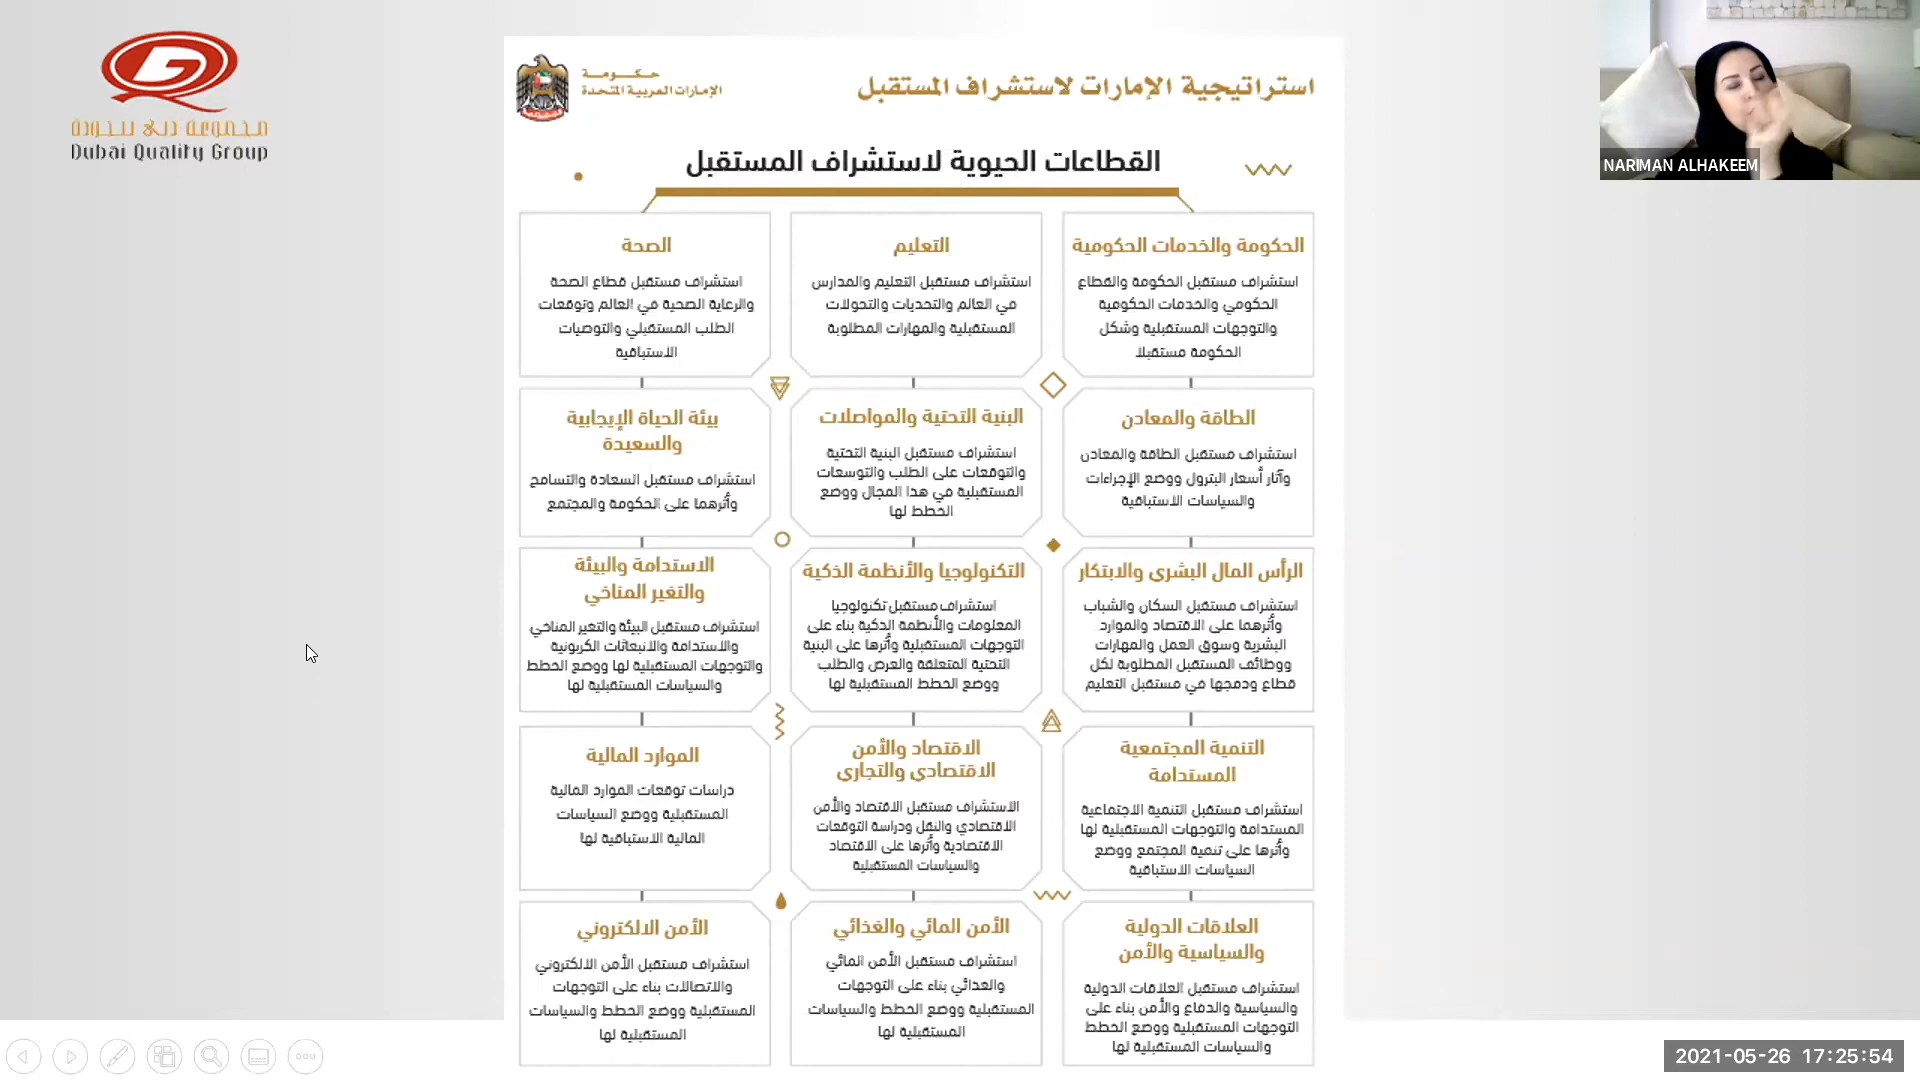 مجموعة دبي للجودة
Dubai Quality Group
حكومة
الإمارات العربية المتحدة
استراتيجية الإمارات لاستشراف المستقبل
القطاعات الحيوية لاستشراف المستقبل
الحكومة والخدمات الحكومية
استشراف مستقبل الحكومة والقطاع
الحكومي والخدمات الحكومية
والتوجهات المستقبلية وشكل
الحكومة مستقبلا
التعليم
استشراف مستقبل التعليم والمدارس
في العالم والتحديات والتحولات
المستقبلية والمهارات المطلوبة
الصحة
استشراف مستقبل قطاع الصحة
والرعاية الصحية في العالم وتوقعات
الطلب المستقبلي والتوصيات
الاستباقية
الطاقة والمعادن
استشراف مستقبل الطاقة والمعادن
وآثار أسعار البترول ووضع الإجراءات
والسياسات الاستباقية
البنية التحتية والمواصلات
استشراف مستقبل البنية التحتية
والتوقعات على الطلب والتوسعات
المستقبلية في هذا المجال ووضع
الخطط لها
بيئة الحياة الإيجابية
والسعيدة
استشراف مستقبل السعادة والتسامح
وأثرهما على الحكومة والمجتمع
الرأس المال البشري والابتكار
استشراف مستقبل السكان والشباب
وأثرهما على الاقتصاد والموارد
البشرية وسوق العمل والمهارات
ووظائف المستقبل المطلوبة لكل
قطاع ودمجها في مستقبل التعليم
التكنولوجيا والأنظمة الذكية
استشراف مستقبل تكنولوجيا
المعلومات والأنظمة الذكية بناء على
التوجهات المستقبلية وأثرها على البنية
التحتية المتعلقة والعرض والطلب
ووضع الخطط المستقبلية لها
الاستدامة والبيئة
والتغير المناخي
استشراف مستقبل البيئة والتغير المناخي
والاستدامة والانبعاثات الكربونية
والتوجهات المستقبلية لها ووضع الخطط
والسياسات المستقبلية لها
التنمية المجتمعية
المستدامة
استشراف مستقبل التنمية الاجتماعية
المستدامة والتوجهات المستقبلية لها
وأثرها على تنمية المجتمع ووضع
السياسات الاستباقية
الاقتصاد والأمن
الاقتصادي والتجاري
الاستشراف مستقبل الاقتصاد والأمن
الاقتصادي والنقل ودراسة التوقعات
الاقتصادية وأثرها على الاقتصاد
والسياسات المستقبلية
الموارد المالية
دراسات توقعات الموارد المالية
المستقبلية ووضع السياسات
المالية الاستباقية لها
العلاقات الدولية
والسياسية والأمن
استشراف مستقبل العلاقات الدولية
والسياسية والدفاع والأمن بناء على
التوجهات المستقبلية ووضع الخطط
والسياسات المستقبلية لها
الأمن المائي والغذائي
استشراف مستقبل الأمن المائي
والغذائي بناء على التوجهات
المستقبلية ووضع الخطط والسياسات
المستقبلية لها
الأمن الالكتروني
استشراف مستقبل الأمن الالكتروني
والاتصالات بناء على التوجهات
المستقبلية ووضع الخطط والسياسات
المستقبلية لها
NARIMAN ALHAKEEM
2021-05-26 17:25:54